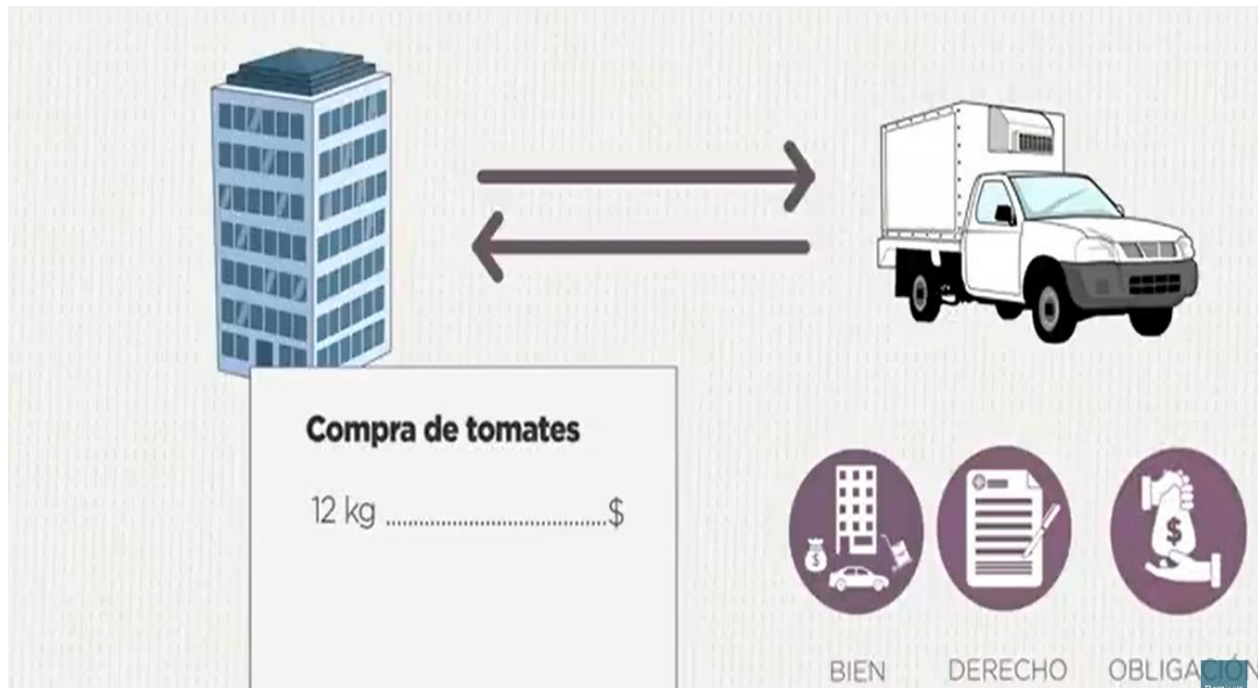 Compra de tomates
12 kg ..........................................$
$
$
BIEN
DERECHO
OBLIGACIÓN